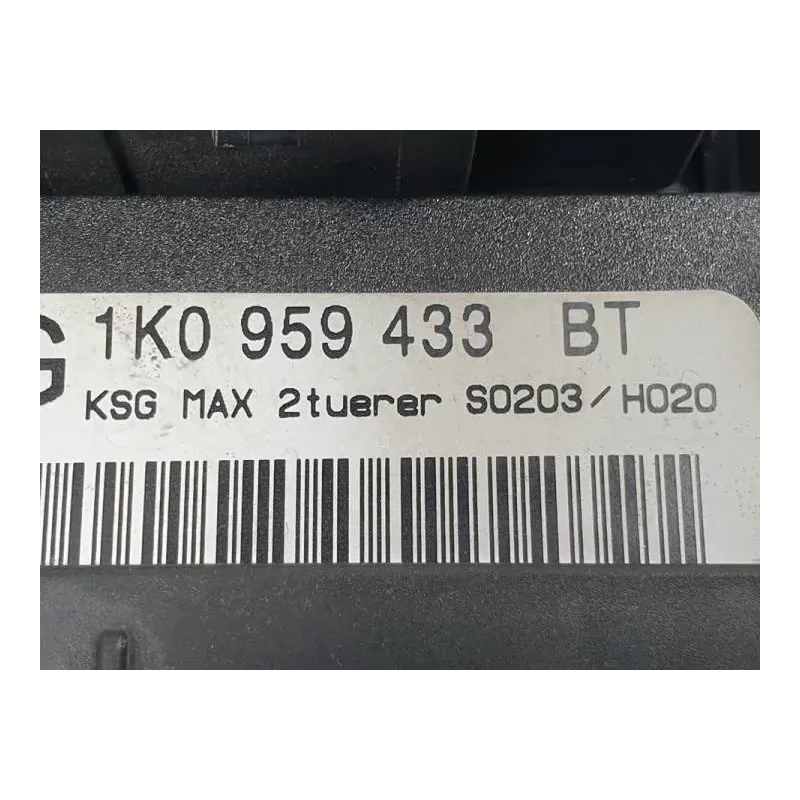 G 1K0 959 433 BT
KSG MAX 2tuerer S0203/H020